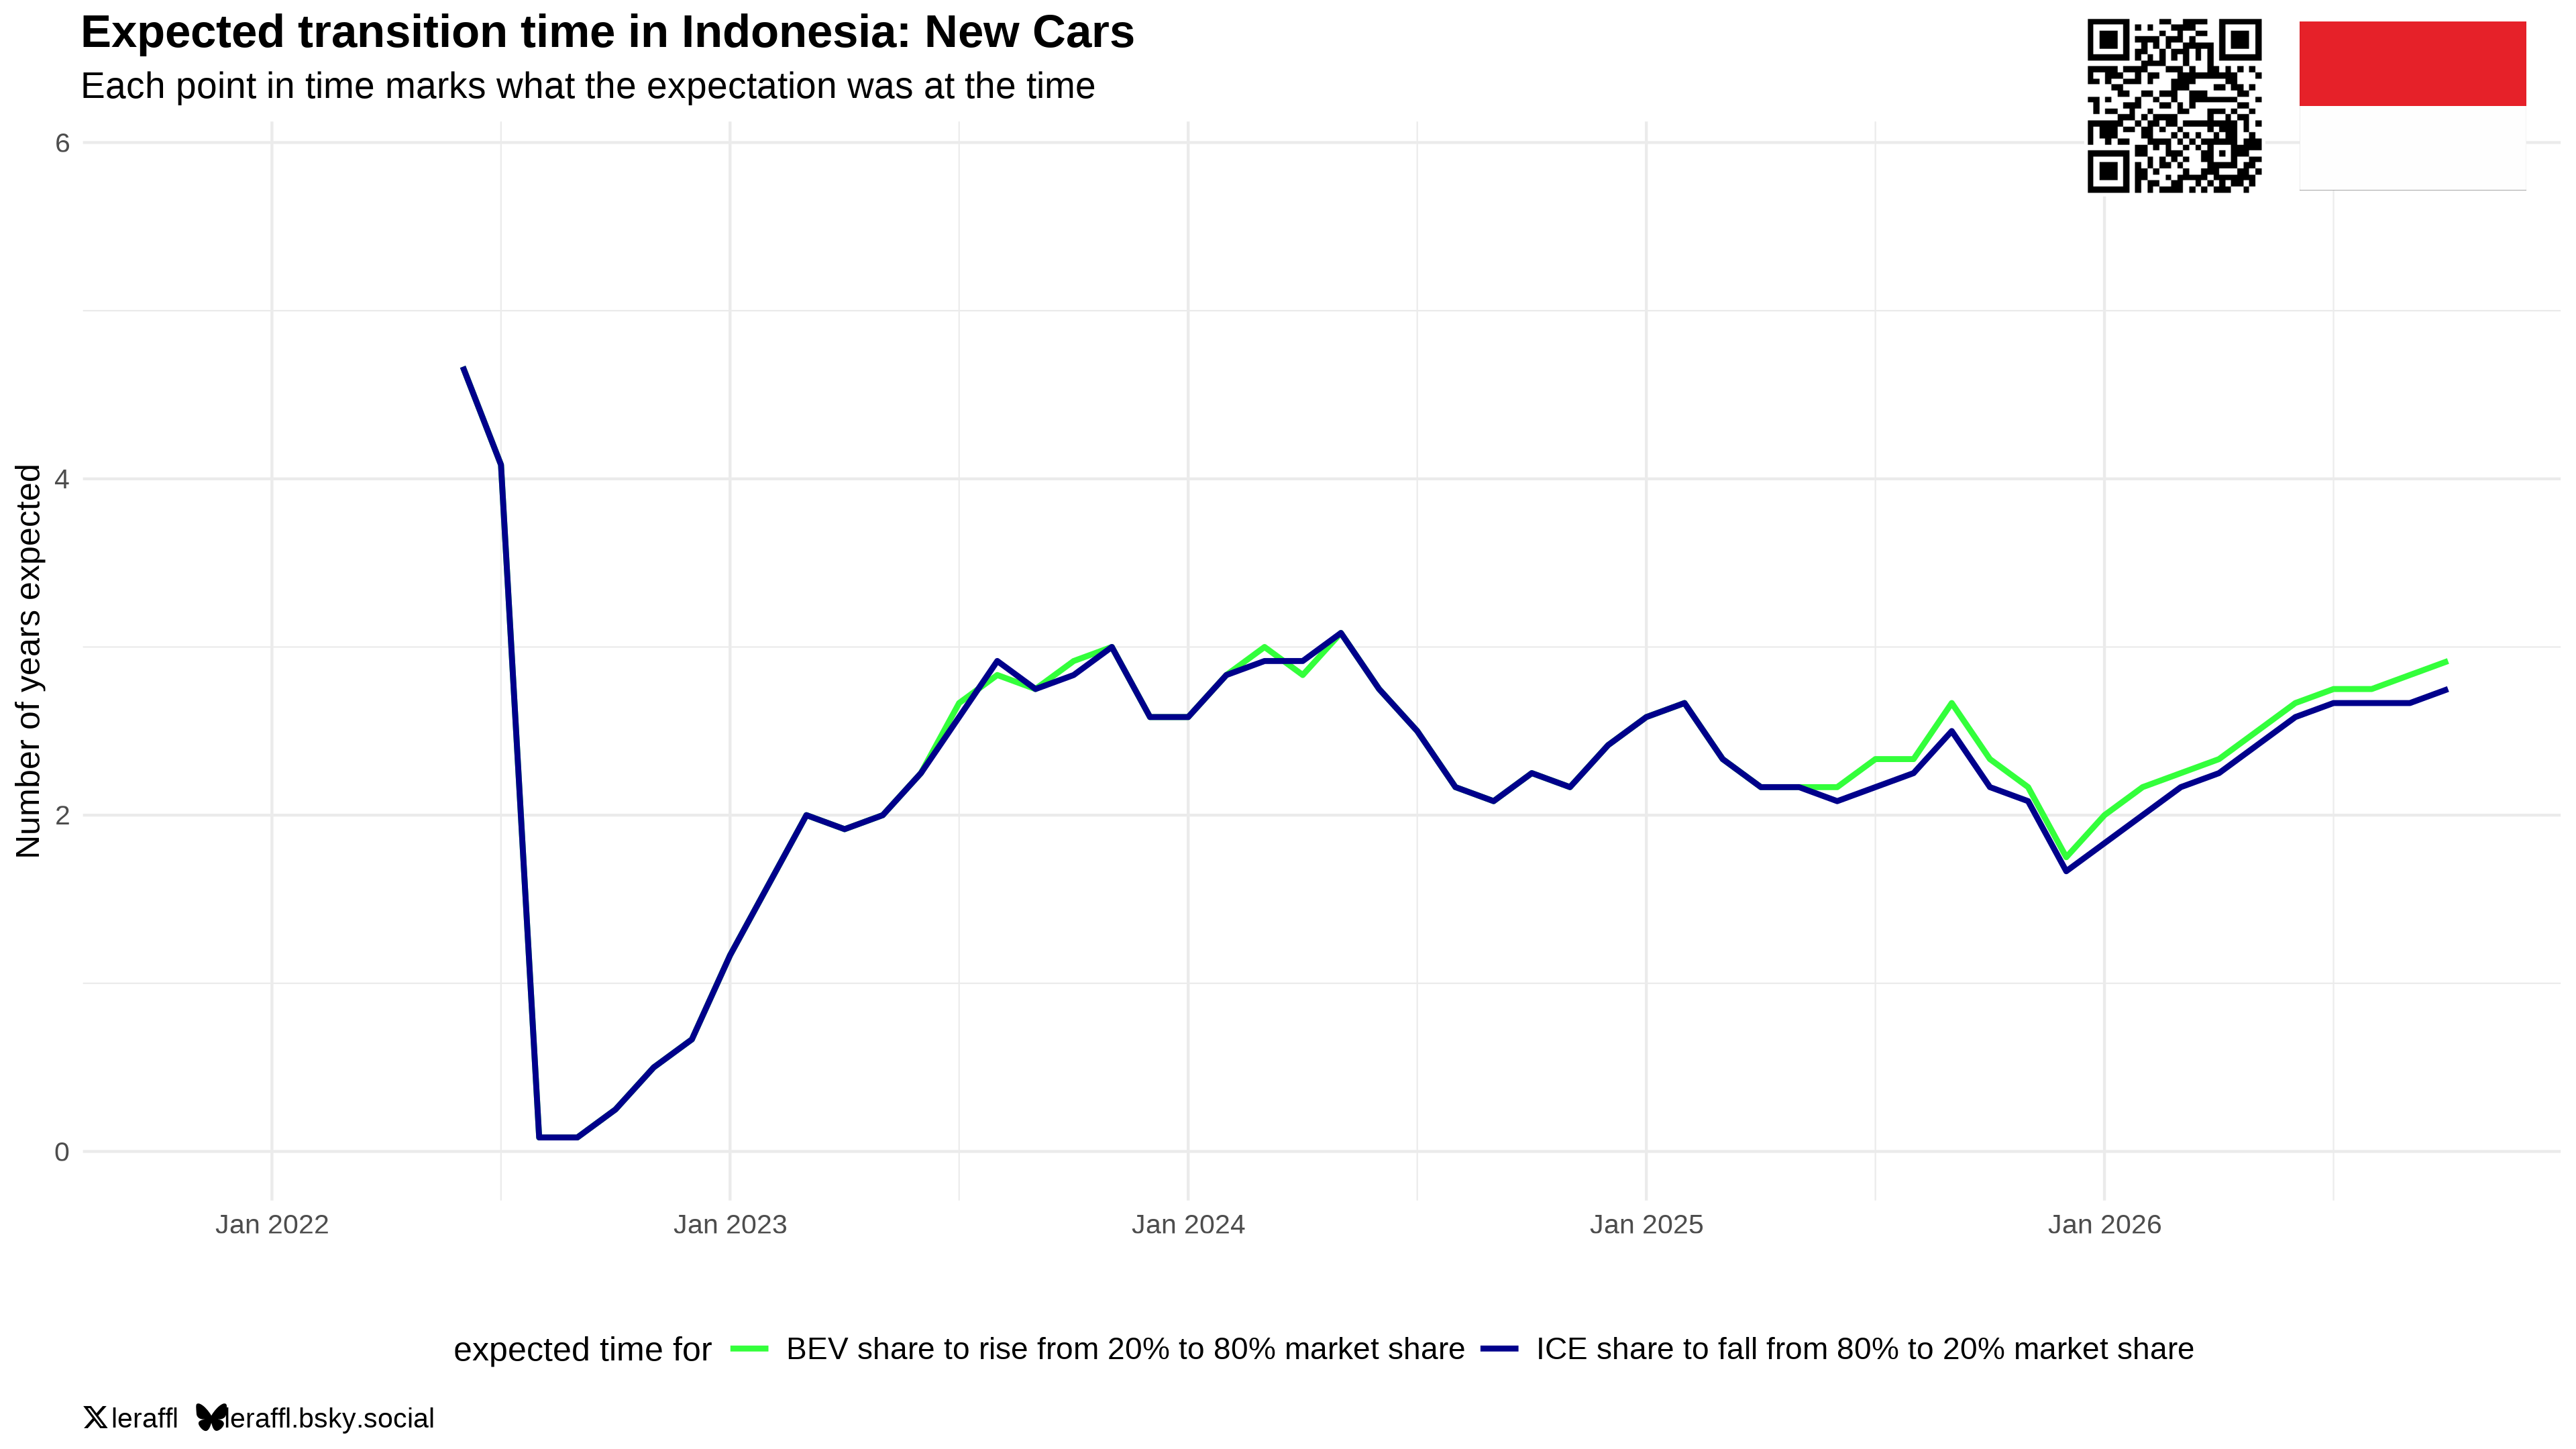 Expected transition time in Indonesia: New Cars
Each point in time marks what the expectation was at the time
Number of years expected
6
4
2
0
Jan 2022
Jan 2023
Jan 2024
Jan 2025
Jan 2026
expected time for
BEV share to rise from 20% to 80% market share
ICE share to fall from 80% to 20% market share
leraffl
leraffl.bsky.social